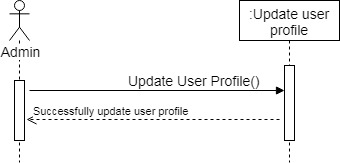 :Update user
profile
Admin
Update User Profile()
Successfully update user profile